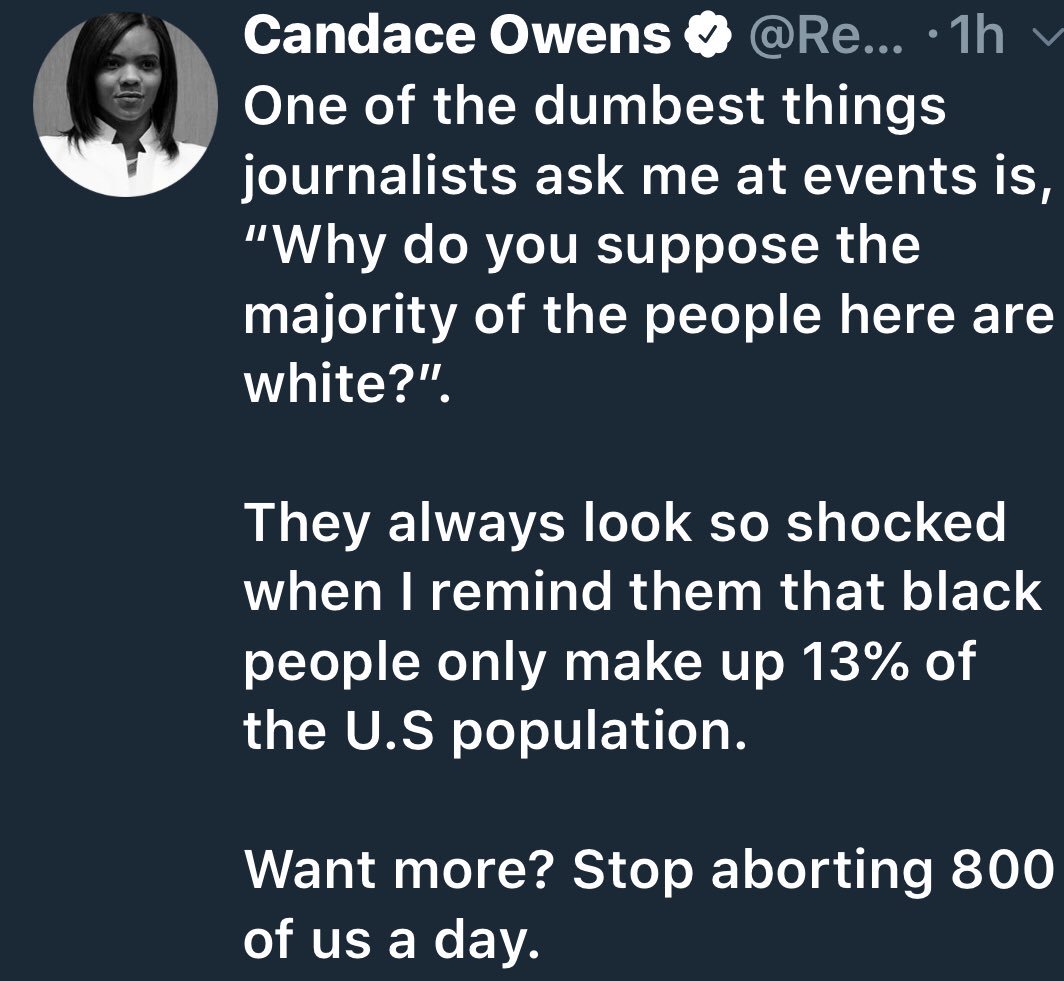 Candace Owens @Re... · 1h
One of the dumbest things
journalists ask me at events is,
“Why do you suppose the
majority of the people here are
white?”.
They always look so shocked
when I remind them that black
people only make up 13% of
the U.S population.
Want more? Stop aborting 800
of us a day.